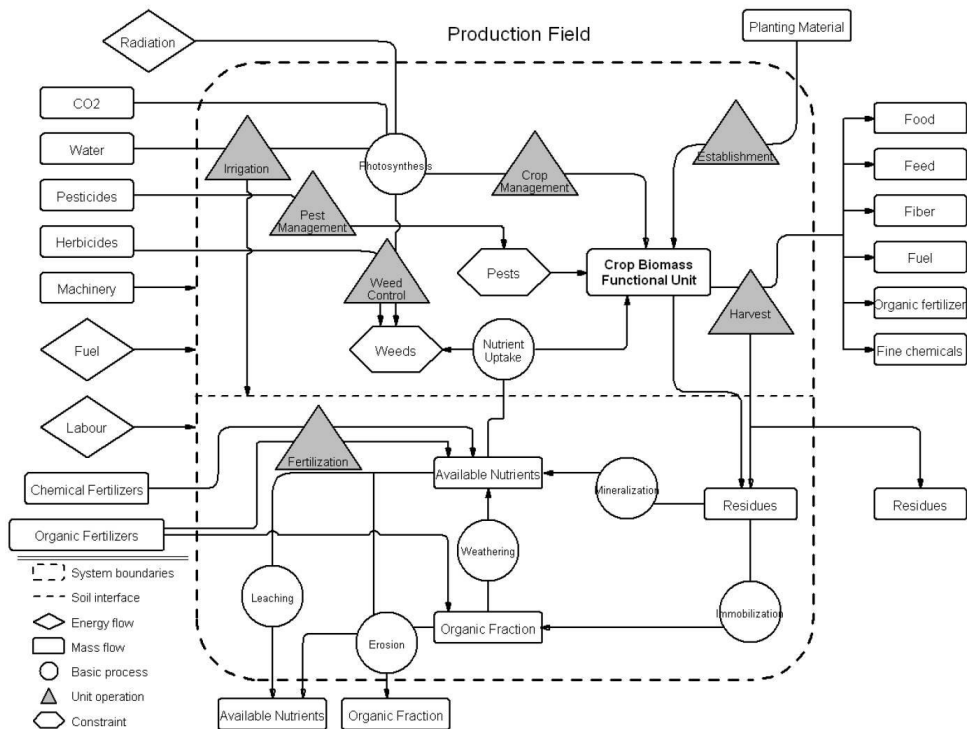 Radiation
Production Field
Planting Material
CO2
Food
Water
Irrigation
Photosynthesis
Crop
Management
Establishment
Feed
Pesticides
Pest
Management
Fiber
Herbicides
Weed
Control
Pests
Crop Biomass
Functional Unit
Fuel
Machinery
Harvest
Organic fertilizer
Fuel
Weeds
Nutrient
Uptake
Fine chemicals
Labour
Fertilization
Available Nutrients
Mineralization
Chemical Fertilizers
Residues
Residues
Organic Fertilizers
Weathering
System boundaries
Soil interface
Leaching
Immobilization
Energy flow
Organic Fraction
Mass flow
Erosion
Basic process
Unit operation
Constraint
Available Nutrients
Organic Fraction